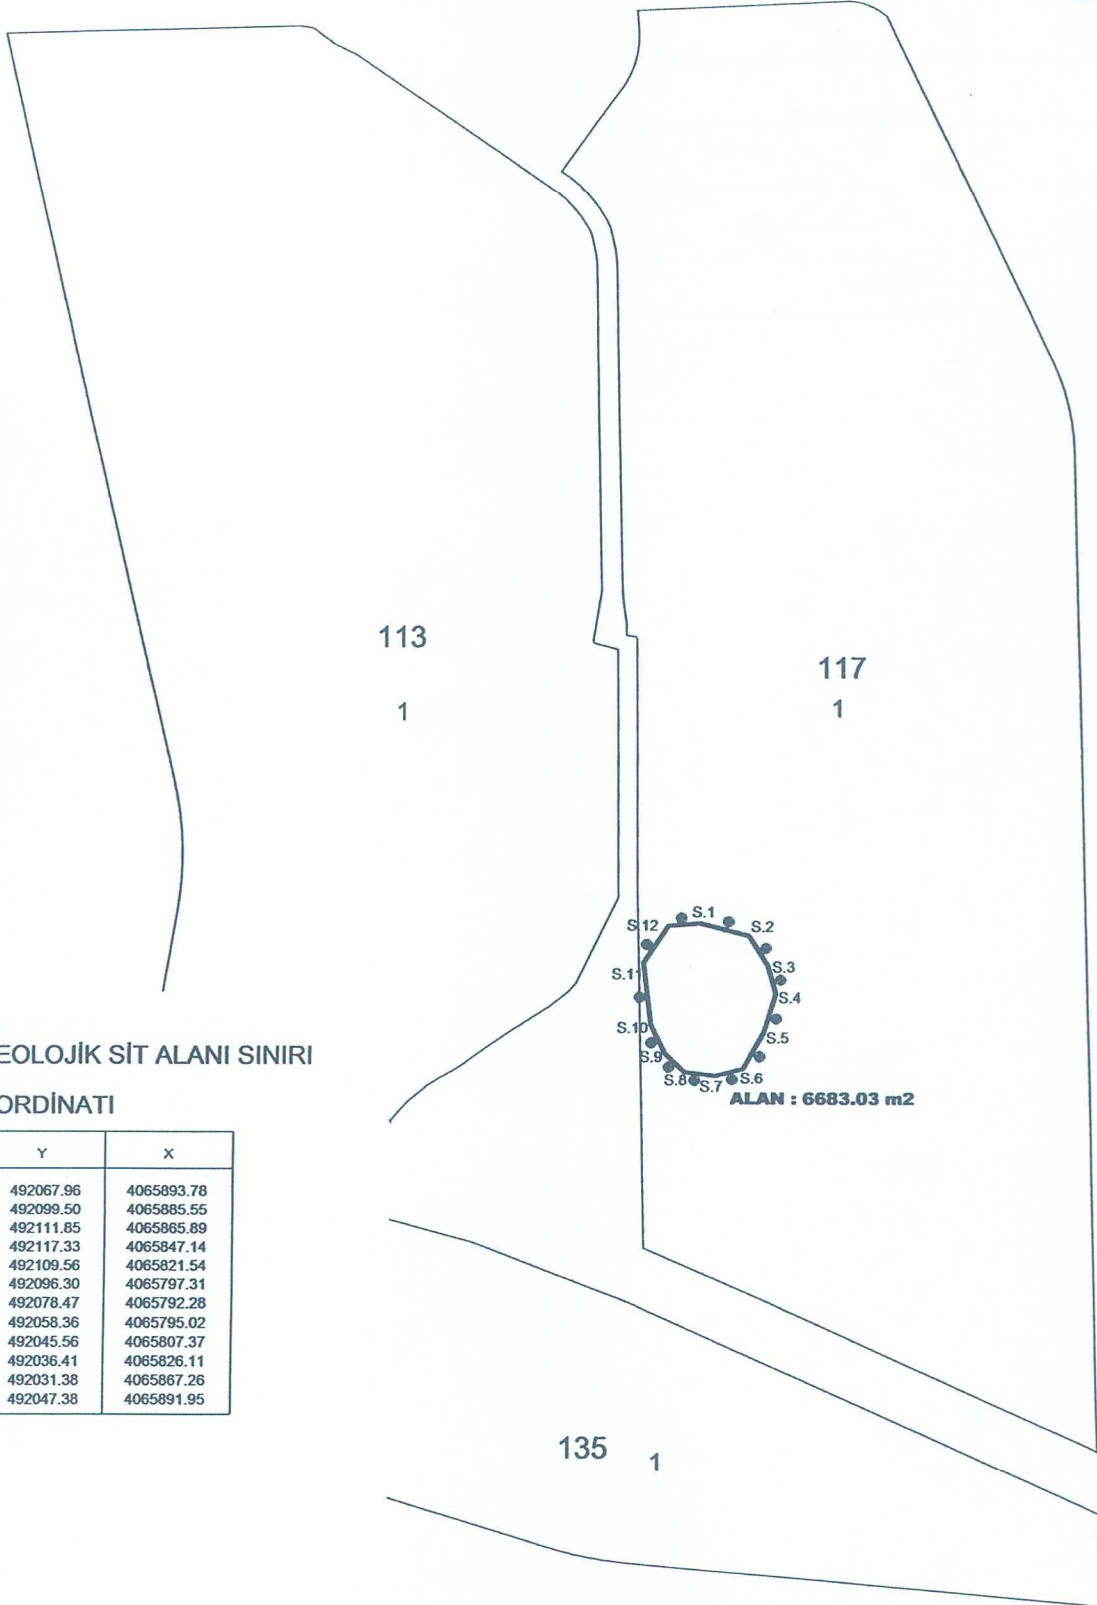 113
1
117
1
S.1
S.2
S.3
S.4
S.5
S.6
S.7
S.8
S.9
S.10
S.11
S.12
ALAN : 6683.03 m2
EOLOJİK SİT ALANI SINIRI
ORDİNATI
Y X
492067.96 4065893.78
492099.50 4065885.55
492111.85 4065865.89
492117.33 4065847.14
492109.56 4065821.54
492096.30 4065797.31
492078.47 4065792.28
492058.36 4065795.02
492045.56 4065807.37
492036.41 4065826.11
492031.38 4065867.26
492047.38 4065891.95
135 1